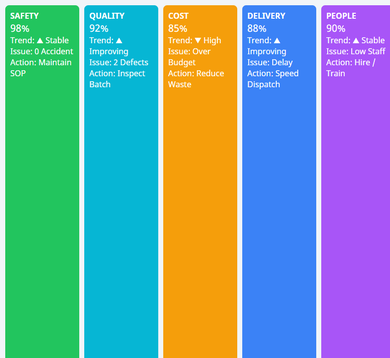 SAFETY
98%
Trend: ▲ Stable
Issue: 0 Accident
Action: Maintain
SOP
QUALITY
92%
Trend: ▲
Improving
Issue: 2 Defects
Action: Inspect
Batch
COST
85%
Trend: ▼ High
Issue: Over
Budget
Action: Reduce
Waste
DELIVERY
88%
Trend: ▲
Improving
Issue: Delay
Action: Speed
Dispatch
PEOPLE
90%
Trend: ▲ Stable
Issue: Low Staff
Action: Hire /
Train